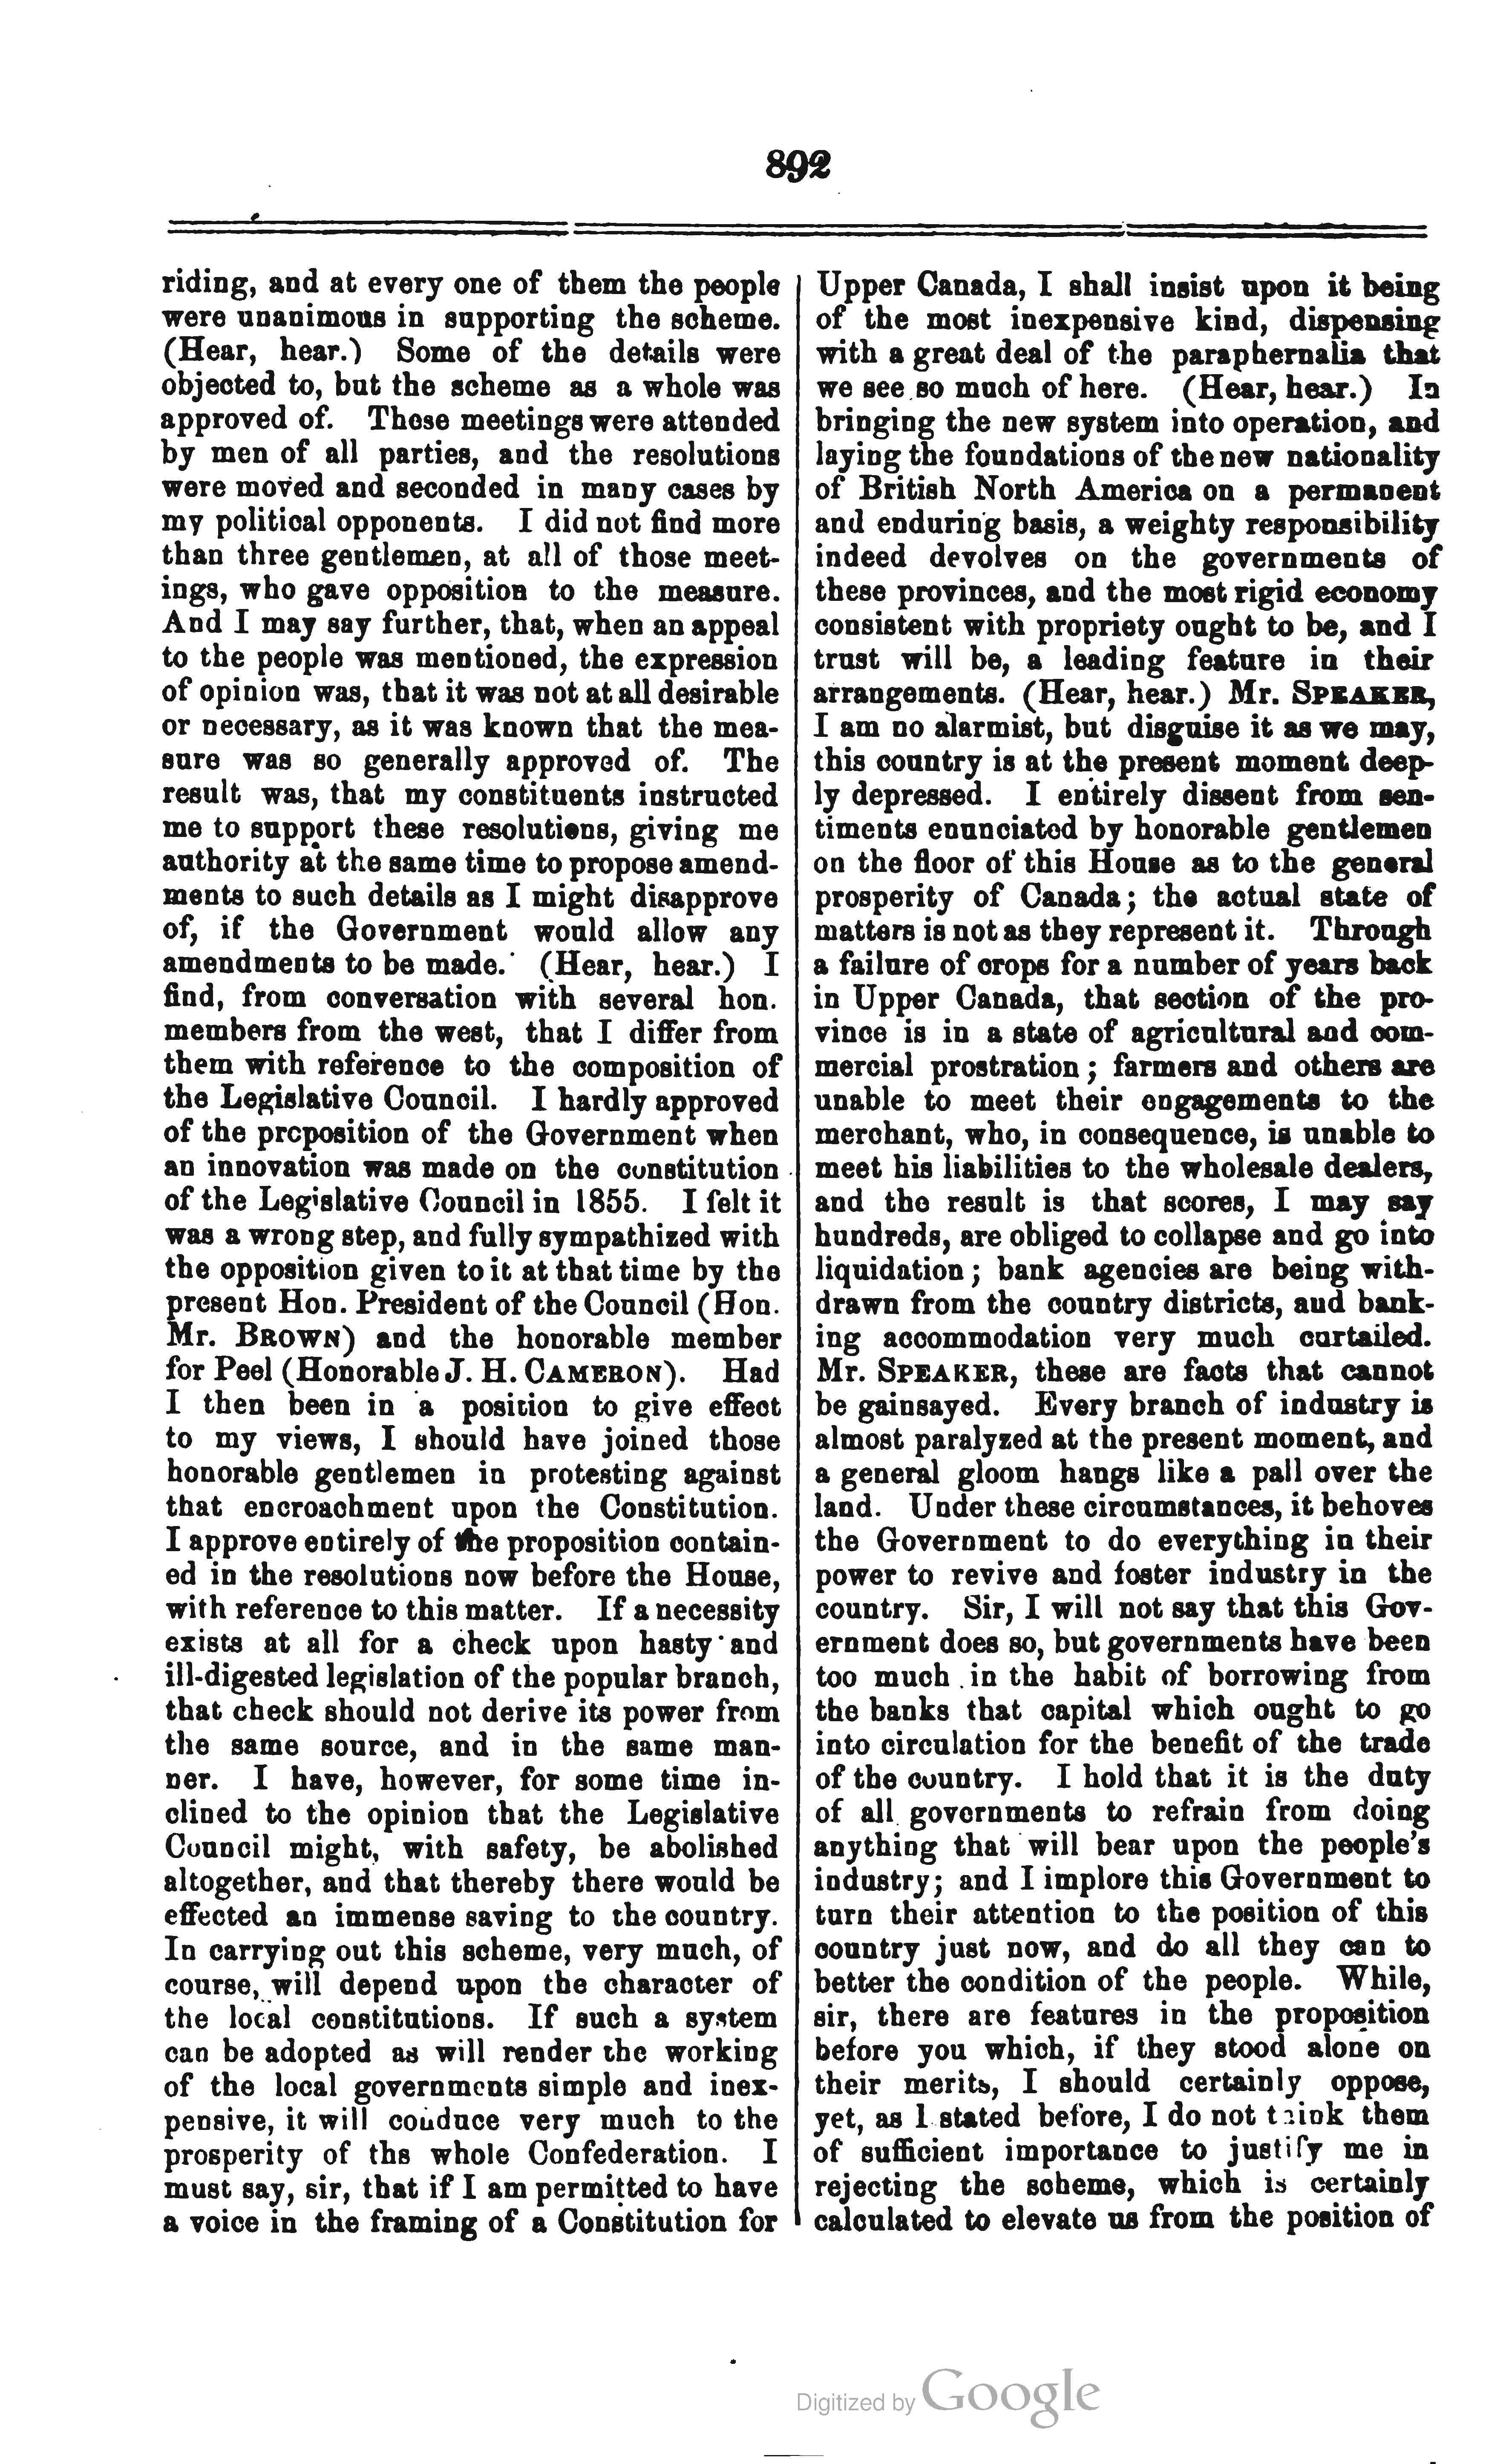 892
riding, and at every one of them the people
were unanimous in supporting the scheme.
(Hear, hear.) Some of the details were
objected to, but the scheme as a whole was
approved of. These meetings were attended
by men of all parties, and the resolutions
were moved and seconded in many cases by
my political opponents. I did not find more
than three gentlemen, at all of those meet-
ings, who gave opposition to the measure.
And I may say further, that, when an appeal
to the people was mentioned, the expression
of opinion was, that it was not at all desirable
or necessary, as it was known that the mea-
sure was so generally approved of. The
result was, that my constituents instructed
me to support these resolutions, giving me
authority at the same time to propose amend-
ments to such details as I might disapprove
of, if the Government would allow any
amendments to be made. (Hear, hear.) I
find, from conversation with several hon.
members from the west, that I differ from
them with reference to the composition of
the Legislative Council. I hardly approved
of the proposition of the Government when
an innovation was made on the constitution
of the Legislative Council in 1855. I felt it
was a wrong step, and fully sympathized with
the opposition given to it at that time by the
present Hon. President of the Council (Hon.
Mr. BROWN) and the honorable member
for Peel (Honorable J. H. CAMERON). Had
I then been in a position to give effect
to my views, I should have joined those
honorable gentlemen in protesting against
that encroachment upon the Constitution.
I approve entirely of the proposition contain-
ed in the resolutions now before the House,
with reference to this matter. If a necessity
exists at all for a check upon hasty and
ill-digested legislation of the popular branch,
that check should not derive its power from
the same source, and in the same man-
ner. I have, however, for some time in-
clined to the opinion that the Legislative
Council might, with safety, be abolished
altogether, and that thereby there would be
effected an immense saving to the country.
In carrying out this scheme, very much, of
course, will depend upon the character of
the local constitutions. If such a system
can be adopted as will render the working
of the local governments simple and inex-
pensive, it will conduce very much to the
prosperity of ths whole Confederation. I
must say, sir, that if I am permitted to have
a voice in the framing of a Constitution for
Upper Canada, I shall insist upon it being
of the most inexpensive kind, dispensing
with a great deal of the paraphernalia that
we see so much of here. (Hear, hear.) In
bringing the new system into operation, and
laying the foundations of the new nationality
of British North America on a permanent
and enduring basis, a weighty responsibility
indeed devolves on the governments of
these provinces, and the most rigid economy
consistent with propriety ought to be, and I
trust will be, a leading feature in their
arrangements. (Hear, hear.) Mr. SPEAKER,
I am no alarmist, but disguise it as we may,
this country is at the present moment deep-
ly depressed. I entirely dissent from sen-
timents enunciated by honorable gentlemen
on the floor of this House as to the general
prosperity of Canada; the actual state of
matters is not as they represent it. Through
a failure of crops for a number of years back
in Upper Canada, that section of the pro-
vince is in a state of agricultural and com-
mercial prostration; farmers and others are
unable to meet their engagements to the
merchant, who, in consequence, is unable to
meet his liabilities to the wholesale dealers,
and the result is that scores, I may say
hundreds, are obliged to collapse and go into
liquidation; bank agencies are being with-
drawn from the country districts, aud bank-
ing accommodation very much curtailed.
Mr. SPEAKER, these are facts that cannot
be gainsayed. Every branch of industry is
almost paralyzed at the present moment, and
a general gloom hangs like a pall over the
land. Under these circumstances, it behoves
the Government to do everything in their
power to revive and foster industry in the
country. Sir, I will not say that this Gov-
ernment does so, but governments have been
too much in the habit of borrowing from
the banks that capital which ought to go
into circulation for the benefit of the trade
of the country. I hold that it is the duty
of all governments to refrain from doing
anything that will bear upon the people's
industry; and I implore this Government to
turn their attention to the position of this
country just now, and do all they can to
better the condition of the people. While,
sir, there are features in the proposition
before you which, if they stood alone on
their merits, I should certainly oppose,
yet, as I stated before, I do not think them
of sufficient importance to justify me in
rejecting the scheme, which is certainly
calculated to elevate us from the position of
Digitized by Google